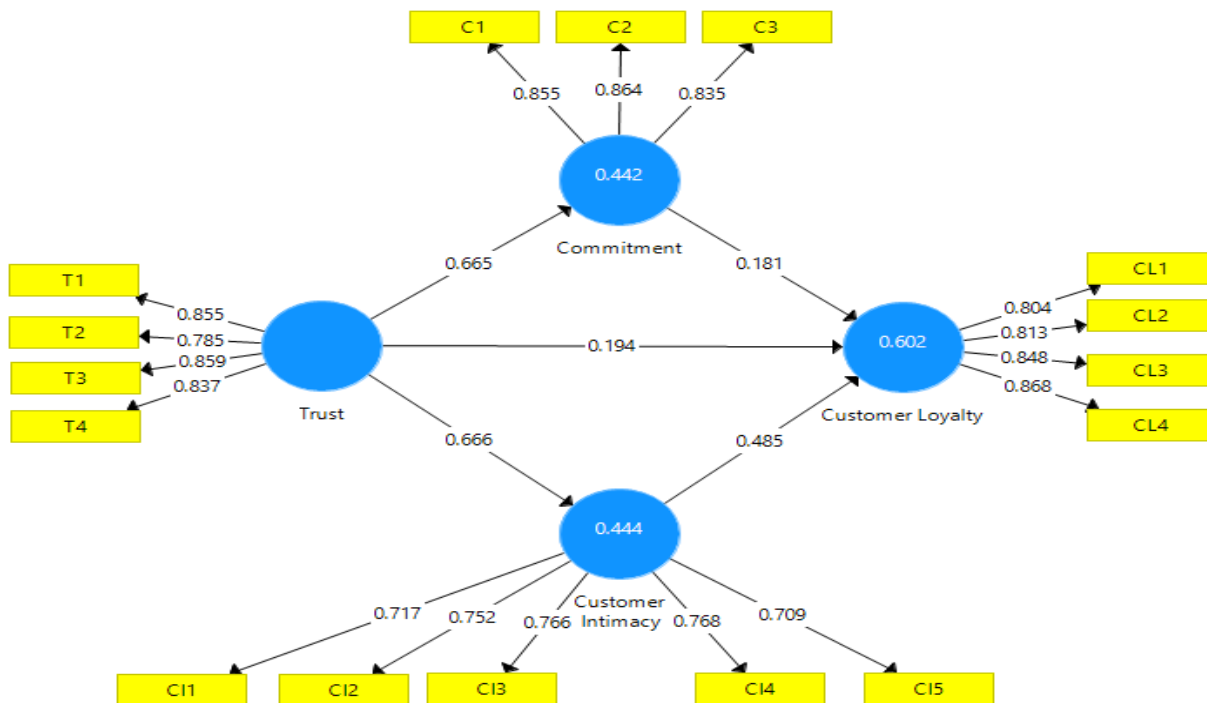 C1
C2
C3
0.855
0.864
0.835
0.442
Commitment
0.665
0.181
T1
T2
T3
T4
0.855
0.785
0.859
0.837
Trust
0.194
0.602
Customer Loyalty
CL1
CL2
CL3
CL4
0.804
0.813
0.848
0.868
0.666
0.485
0.444
Customer
Intimacy
0.717
0.752
0.766
0.768
0.709
CI1
CI2
CI3
CI4
CI5